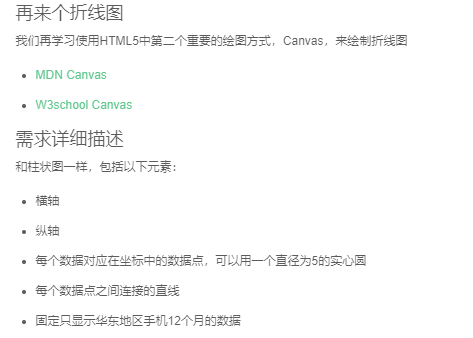 再来个折线图
我们再学习使用HTML5中第二个重要的绘图方式，Canvas，来绘制折线图
MDN Canvas
W3school Canvas
需求详细描述
和柱状图一样，包括以下元素：
横轴
纵轴
每个数据对应在坐标中的数据点，可以用一个直径为5的实心圆
每个数据点之间连接的直线
固定只显示华东地区手机12个月的数据